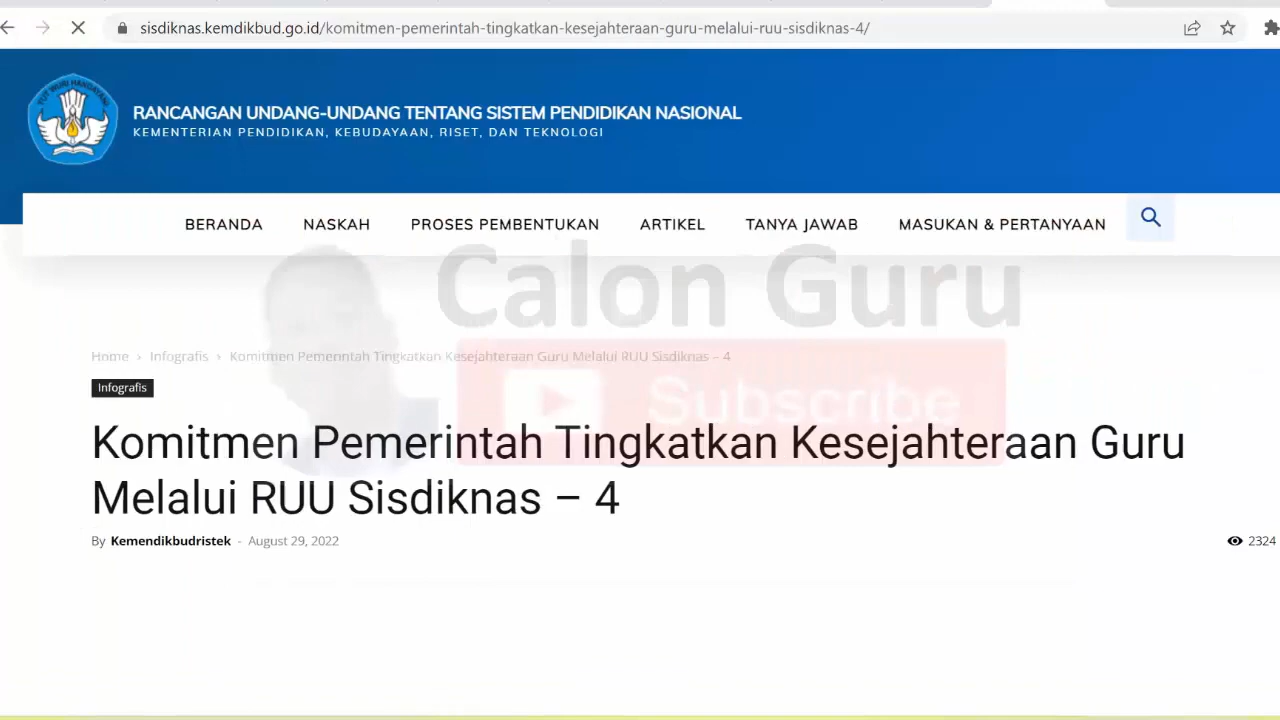 sisdiknas.kemdikbud.go.id/komitmen-pemerintah-tingkatkan-kesejahteraan-guru-melalui-ruu-sisdiknas-4/
RANCANGAN UNDANG-UNDANG TENTANG SISTEM PENDIDIKAN NASIONAL
KEMENTERIAN PENDIDIKAN, KEBUDAYAAN, RISET, DAN TEKNOLOGI
TUT WURI HANDAYANI
BERANDA NASKAH PROSES PEMBENTUKAN ARTIKEL TANYA JAWAB MASUKAN & PERTANYAAN
Calon Guru
Home › Infografis › Komitmen Pemerintah Tingkatkan Kesejahteraan Guru Melalui RUU Sisdiknas – 4
Infografis
Subscribe
Komitmen Pemerintah Tingkatkan Kesejahteraan Guru
Melalui RUU Sisdiknas – 4
By Kemendikbudristek - August 29, 2022
2324